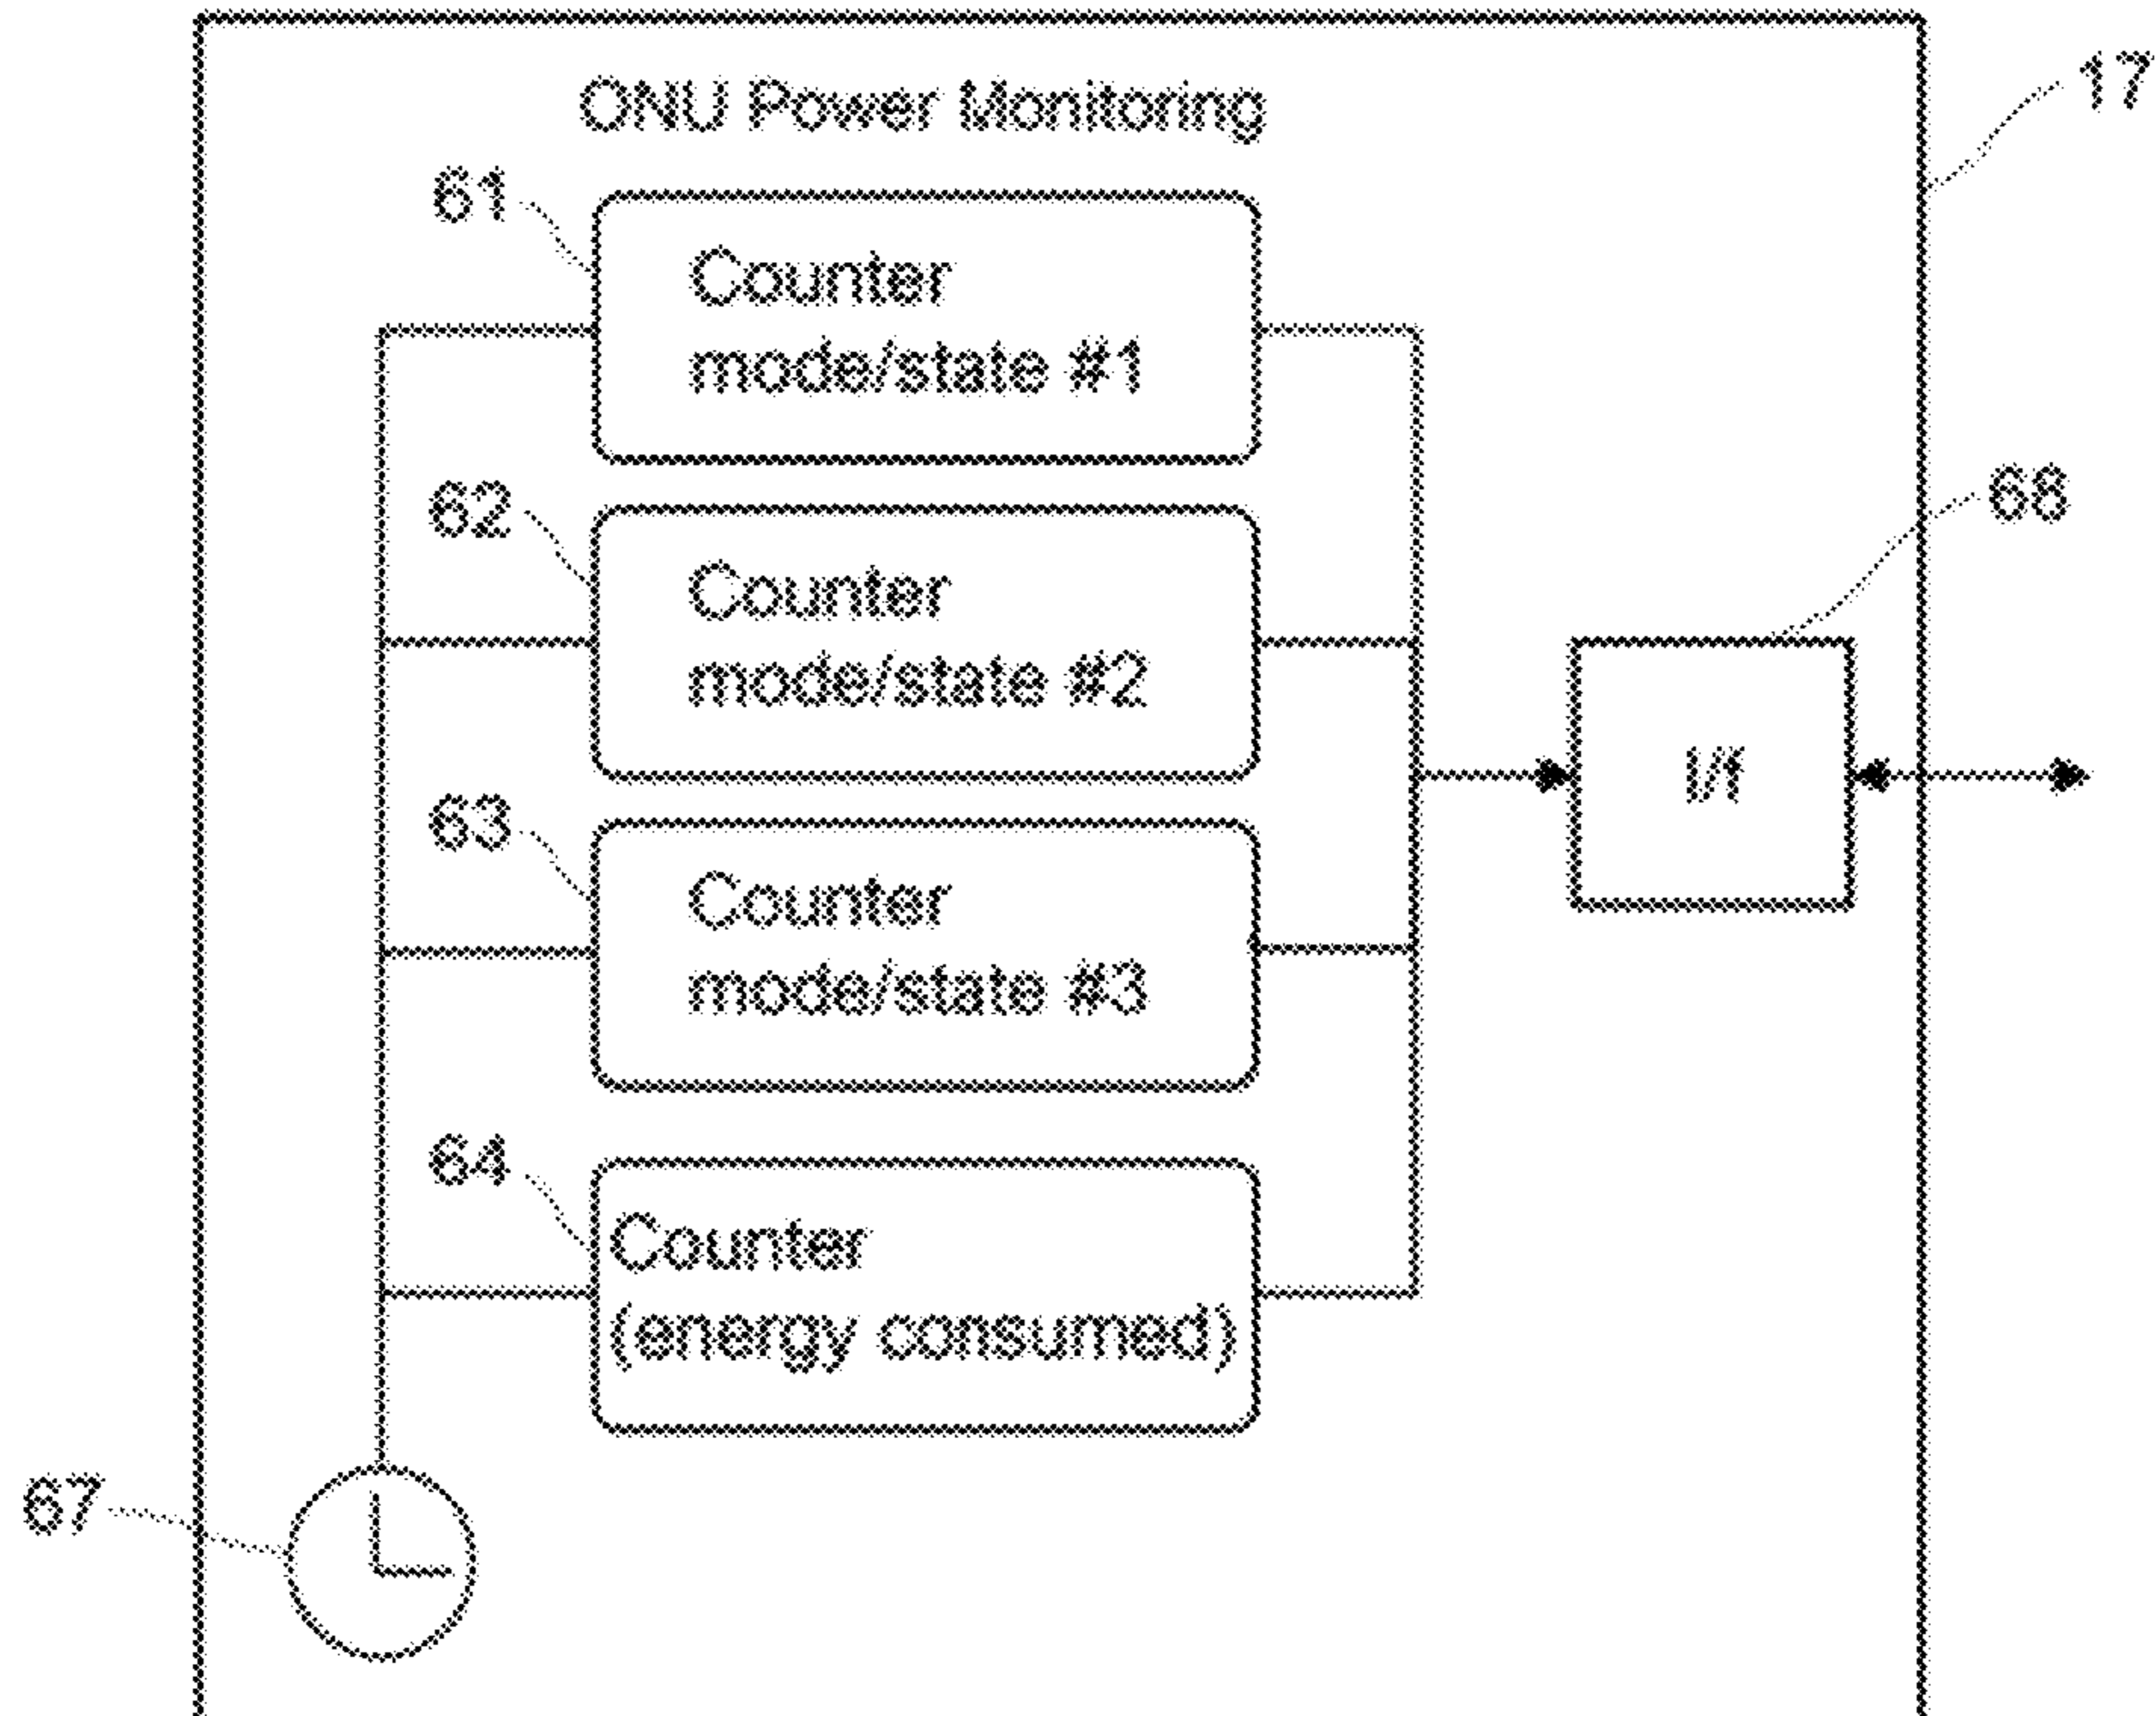 ONU Power Monitoring
17
61
Counter
mode/state #1
62
Counter
mode/state #2
68
I/f
63
Counter
mode/state #3
64
Counter
(energy consumed)
67